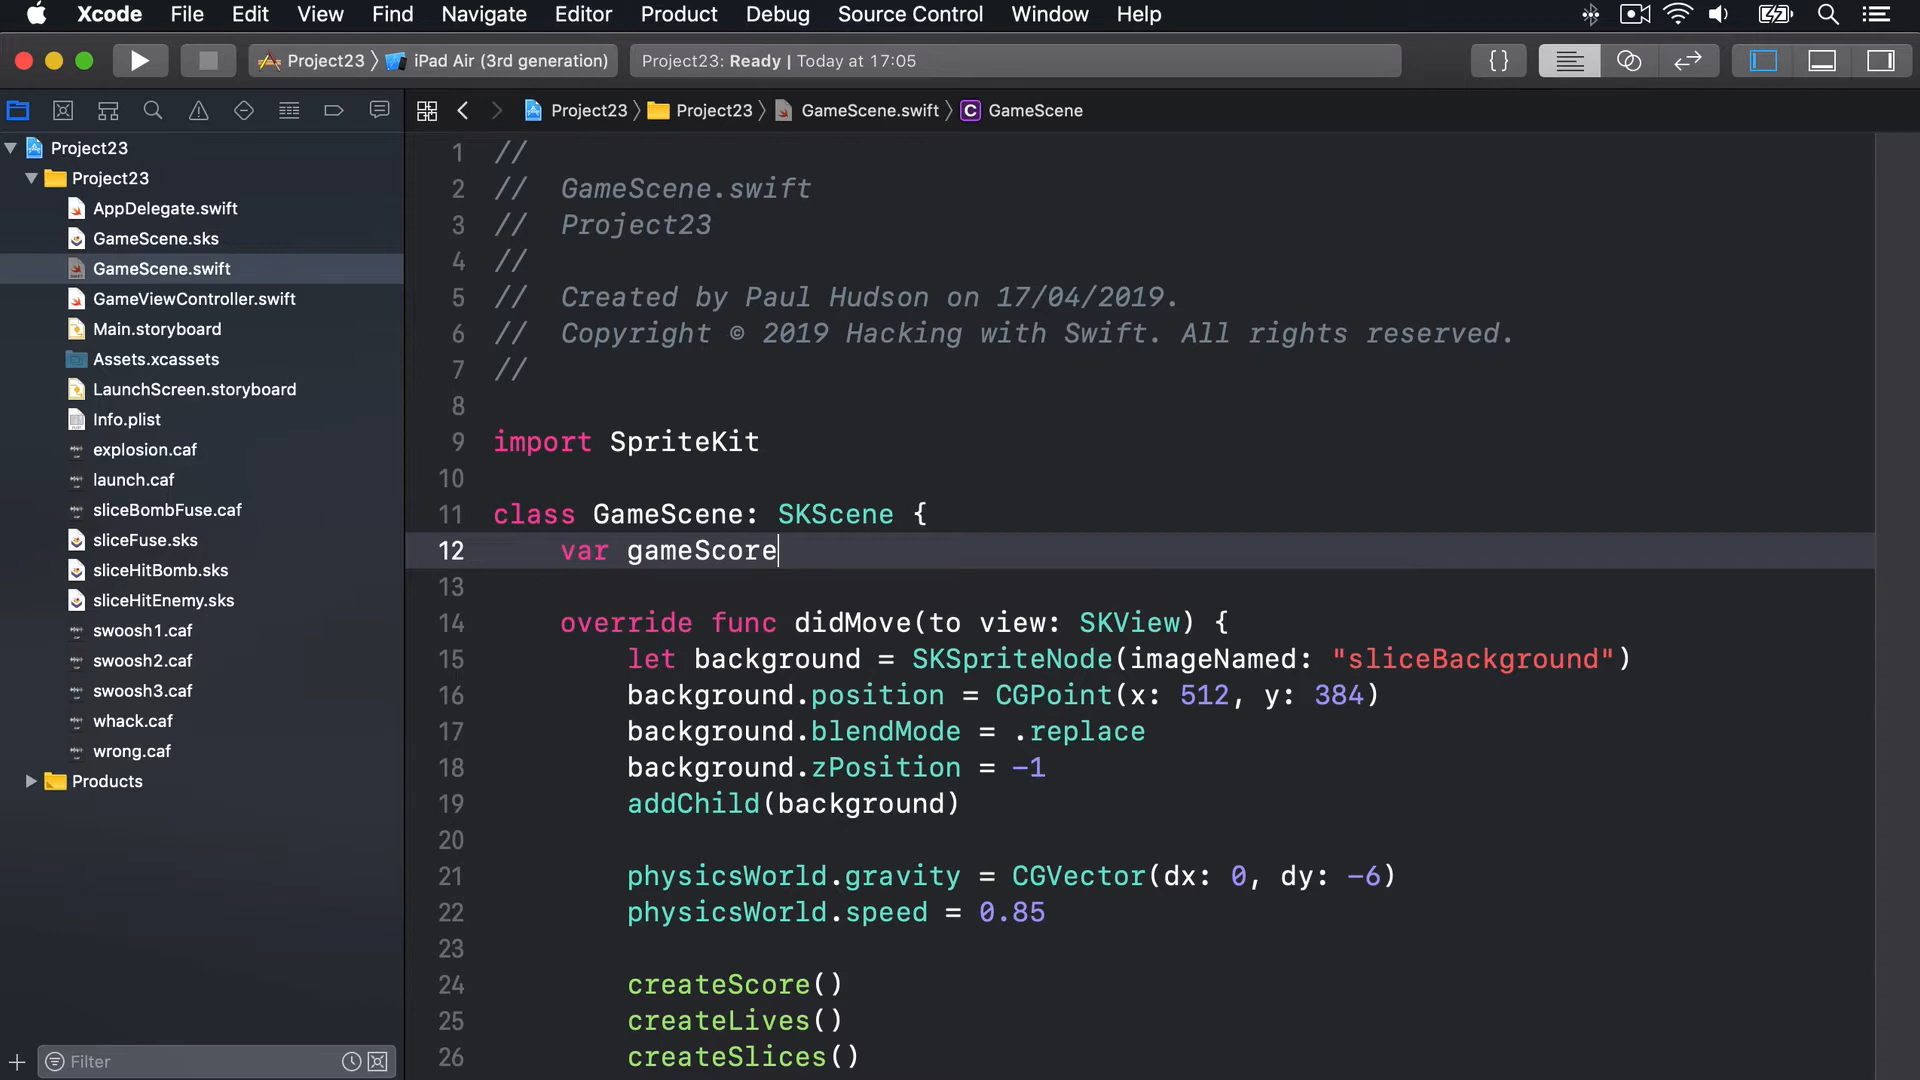 Xcode File Edit View Find Navigate Editor Product Debug Source Control Window Help
Project23 iPad Air (3rd generation)
Project23: Ready | Today at 17:05
{}
Project23 Project23 GameScene.swift C GameScene
Project23
Project23
AppDelegate.swift
GameScene.sks
GameScene.swift
GameViewController.swift
Main.storyboard
Assets.xcassets
LaunchScreen.storyboard
Info.plist
explosion.caf
launch.caf
sliceBombFuse.caf
sliceFuse.sks
sliceHitBomb.sks
sliceHitEnemy.sks
swoosh1.caf
swoosh2.caf
swoosh3.caf
whack.caf
wrong.caf
Products
Filter
1 //
2 //  GameScene.swift
3 //  Project23
4 //
5 //  Created by Paul Hudson on 17/04/2019.
6 //  Copyright © 2019 Hacking with Swift. All rights reserved.
7 //
8
9 import SpriteKit
10
11 class GameScene: SKScene {
12     var gameScore
13
14     override func didMove(to view: SKView) {
15         let background = SKSpriteNode(imageNamed: "sliceBackground")
16         background.position = CGPoint(x: 512, y: 384)
17         background.blendMode = .replace
18         background.zPosition = -1
19         addChild(background)
20
21         physicsWorld.gravity = CGVector(dx: 0, dy: -6)
22         physicsWorld.speed = 0.85
23
24         createScore()
25         createLives()
26         createSlices()